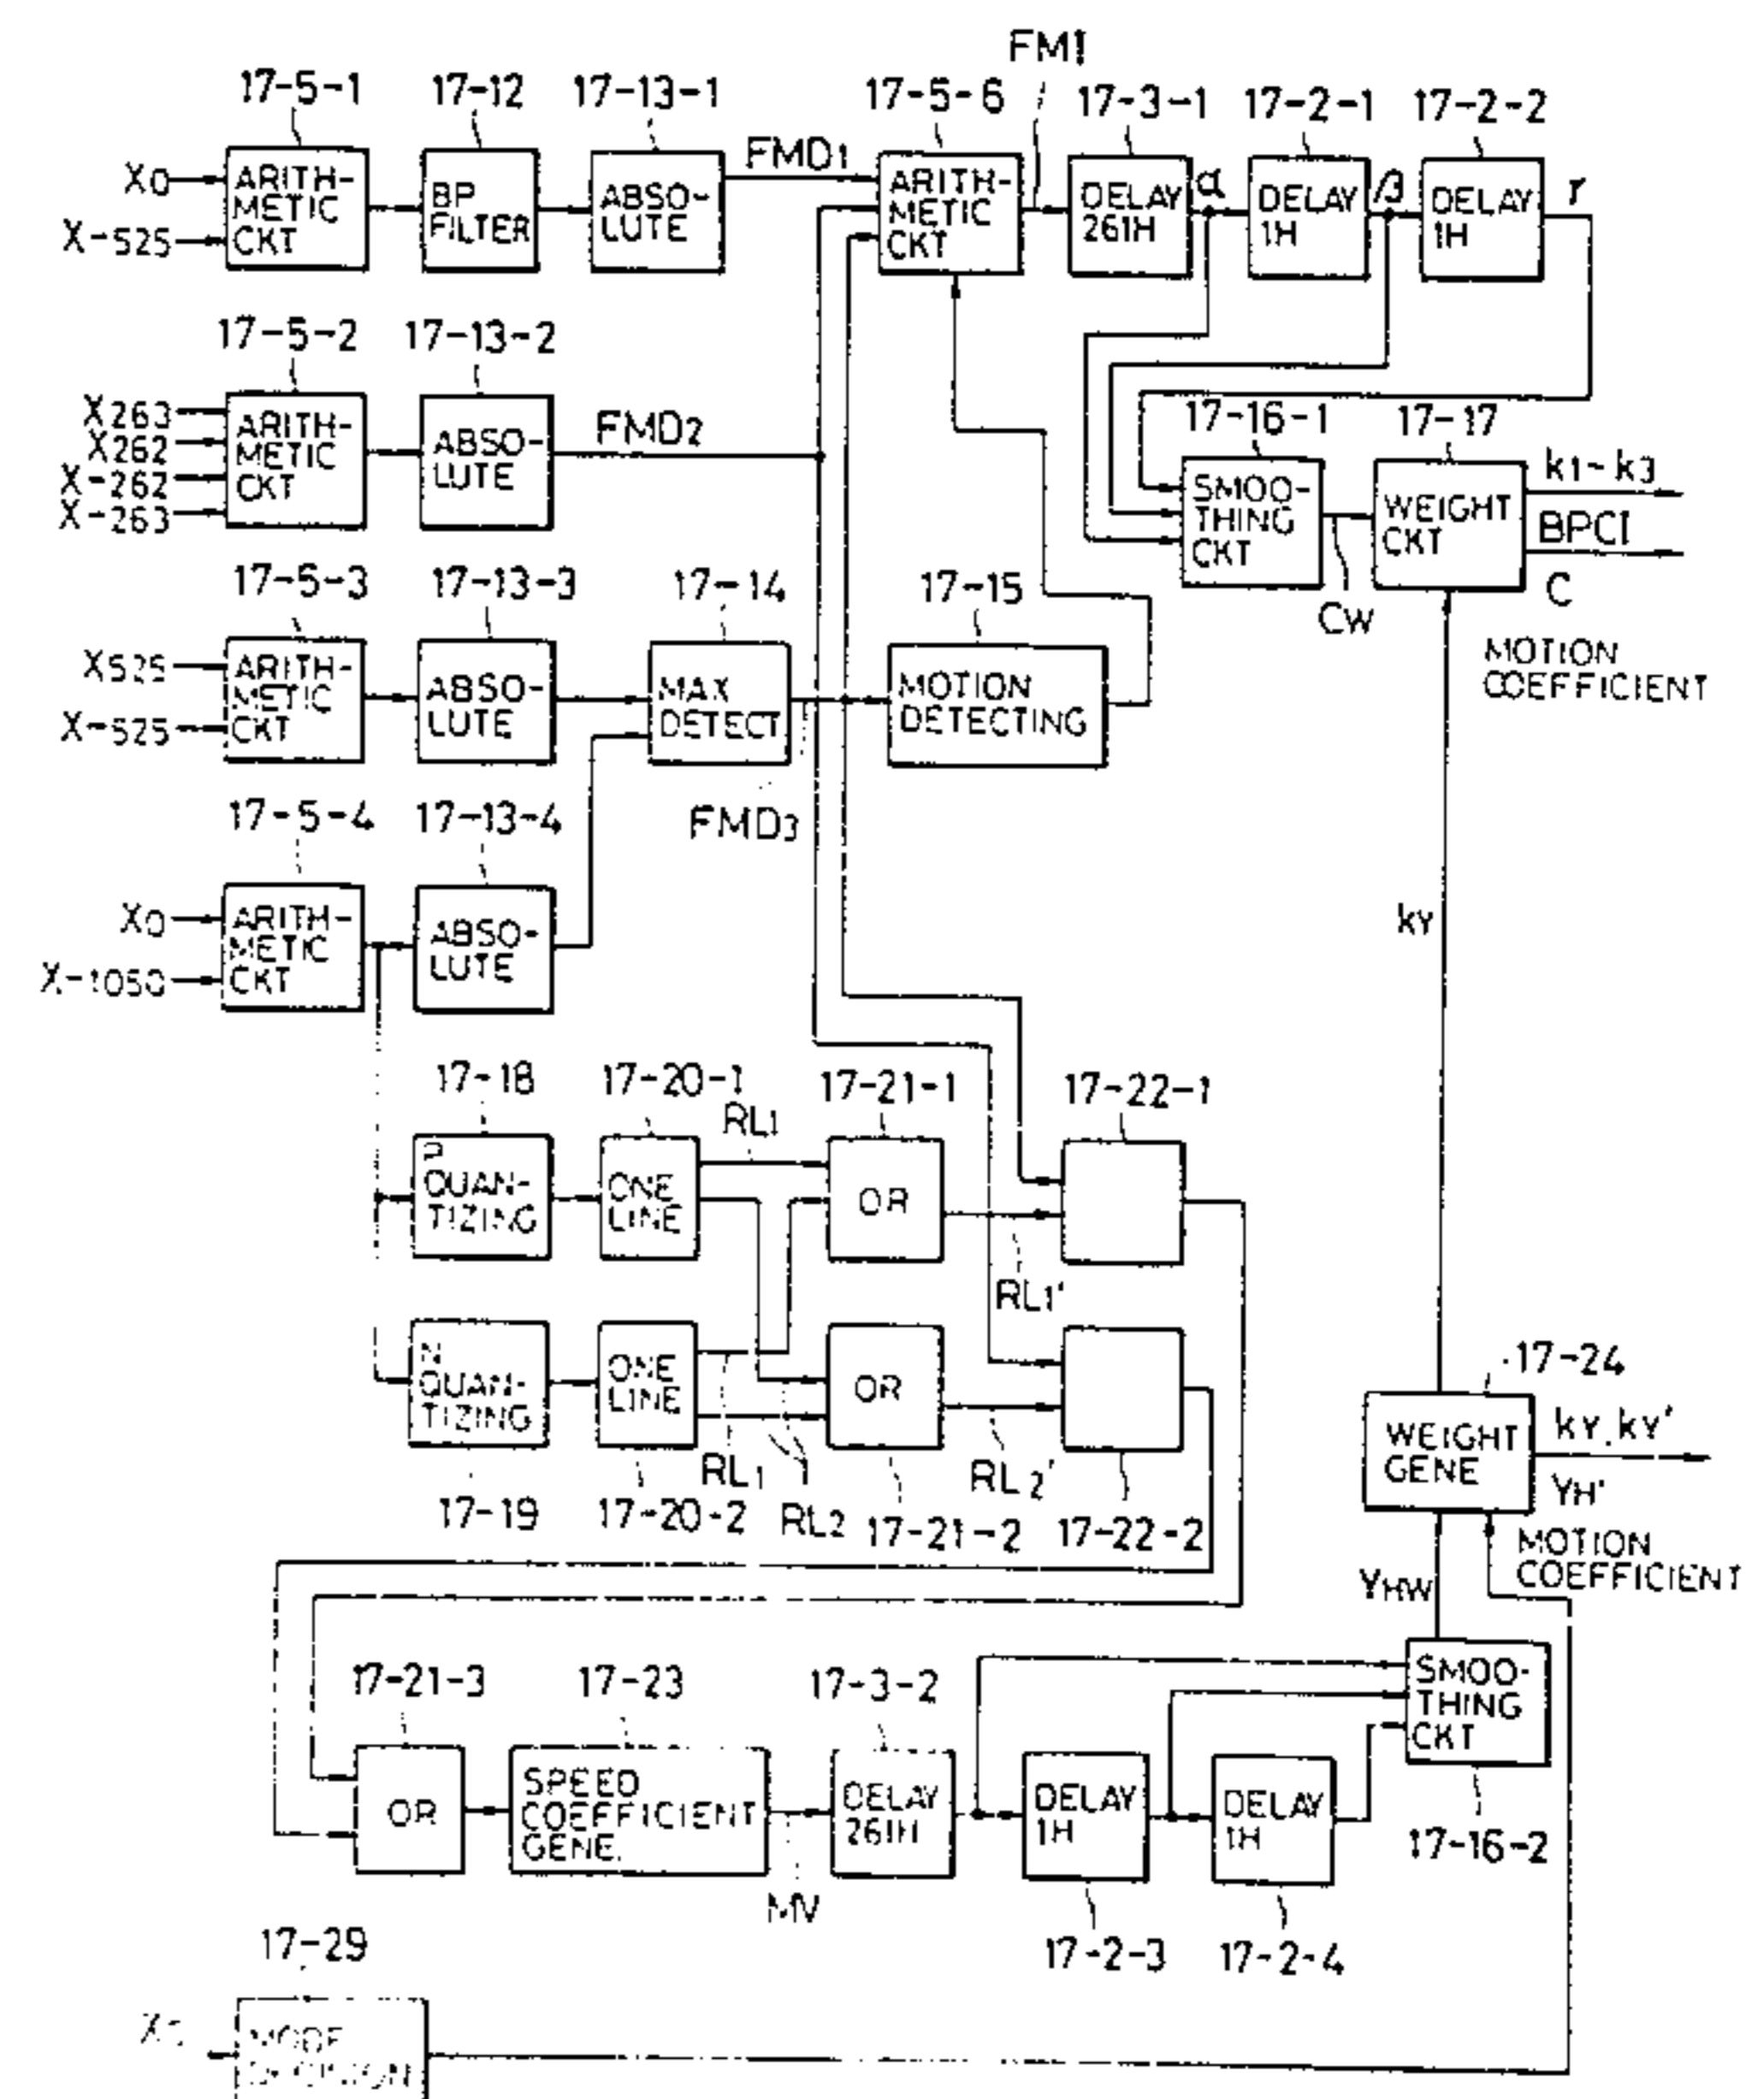 FM1
17-5-1
17-12
17-13-1
17-5-6
17-3-1
17-2-1
17-2-2
X0
X-525
ARITH-
METIC
CKT
BP
FILTER
ABSO-
LUTE
FMD1
ARITH-
METIC
CKT
DELAY
261H
α
DELAY
1H
β
DELAY
1H
γ
17-5-2
17-13-2
X263
X262
X-262
X-263
ARITH-
METIC
CKT
ABSO-
LUTE
FMD2
17-16-1
17-17
SMOO-
THING
CKT
WEIGHT
CKT
k1~k3
BPCI
C
CW
MOTION
COEFFICIENT
17-5-3
17-13-3
17-14
17-15
X525
X-525
ARITH-
METIC
CKT
ABSO-
LUTE
MAX
DETECT
MOTION
DETECTING
FMD3
17-5-4
17-13-4
X0
X-1050
ARITH-
METIC
CKT
ABSO-
LUTE
kY
17-18
17-20-1
RL1
17-21-1
17-22-1
P
QUAN-
TIZING
ONE
LINE
OR
RL1'
N
QUAN-
TIZING
ONE
LINE
OR
RL1
RL2
RL2'
17-19
17-20-2
17-21-2
17-22-2
17-24
WEIGHT
GENE
kY, kY'
YH'
MOTION
COEFFICIENT
YHW
17-21-3
17-23
17-3-2
SMOO-
THING
CKT
OR
SPEED
COEFFICIENT
GENE.
DELAY
261H
DELAY
1H
DELAY
1H
17-16-2
MV
17-2-3
17-2-4
17-29
MODE